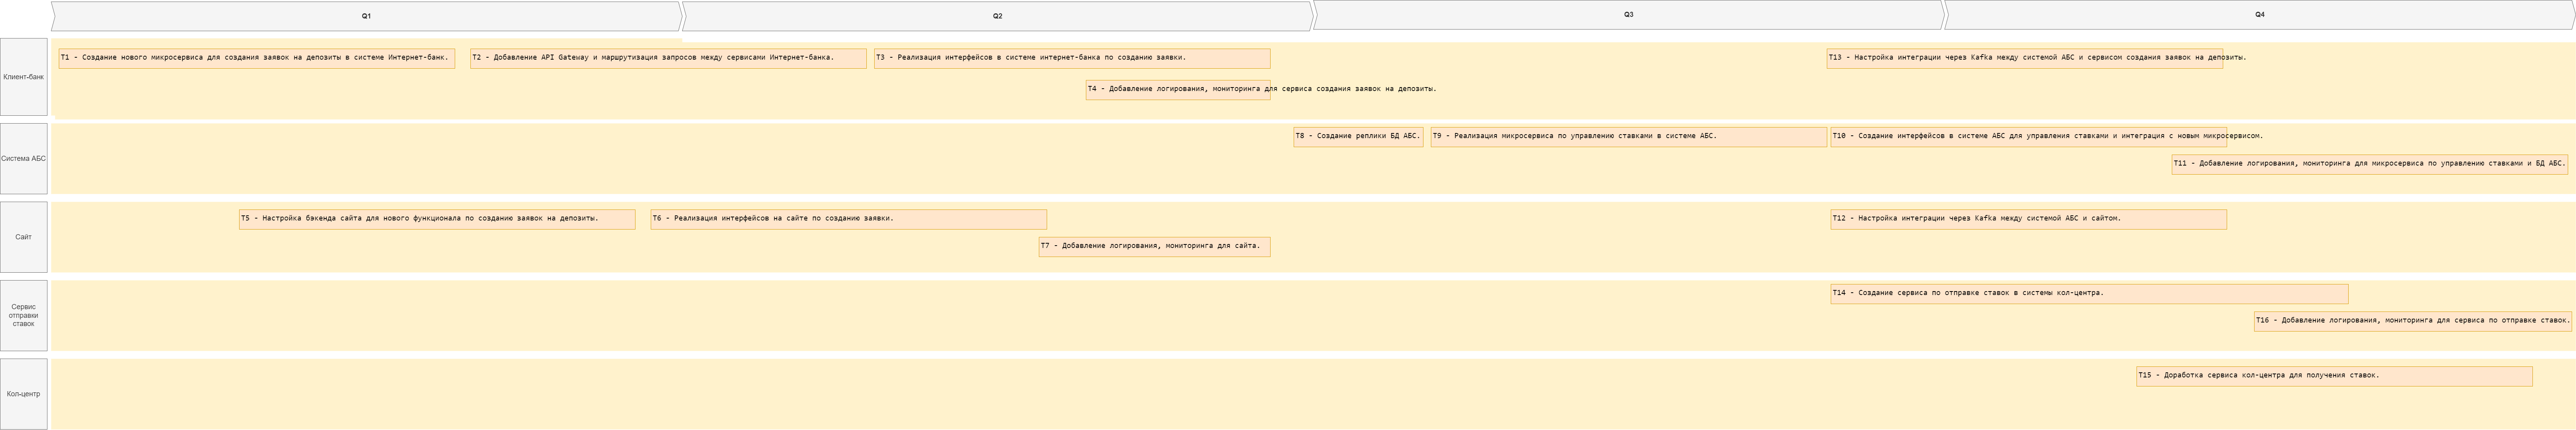 Q1
Q2
Q3
Q4
Клиент-банк
T1 - Создание нового микросервиса для создания заявок на депозиты в системе Интернет-банк.
T2 - Добавление API Gateway и маршрутизация запросов между сервисами Интернет-банка.
T3 - Реализация интерфейсов в системе интернет-банка по созданию заявки.
T13 - Настройка интеграции через Kafka между системой АБС и сервисом создания заявок на депозиты.
T4 - Добавление логирования, мониторинга для сервиса создания заявок на депозиты.
Система АБС
T8 - Создание реплики БД АБС.
T9 - Реализация микросервиса по управлению ставками в системе АБС.
T10 - Создание интерфейсов в системе АБС для управления ставками и интеграция с новым микросервисом.
T11 - Добавление логирования, мониторинга для микросервиса по управлению ставками и БД АБС.
Сайт
T5 - Настройка бэкенда сайта для нового функционала по созданию заявок на депозиты.
T6 - Реализация интерфейсов на сайте по созданию заявки.
T12 - Настройка интеграции через Kafka между системой АБС и сайтом.
T7 - Добавление логирования, мониторинга для сайта.
Сервис
отправки
ставок
T14 - Создание сервиса по отправке ставок в системы кол-центра.
T16 - Добавление логирования, мониторинга для сервиса по отправке ставок.
Кол-центр
T15 - Доработка сервиса кол-центра для получения ставок.